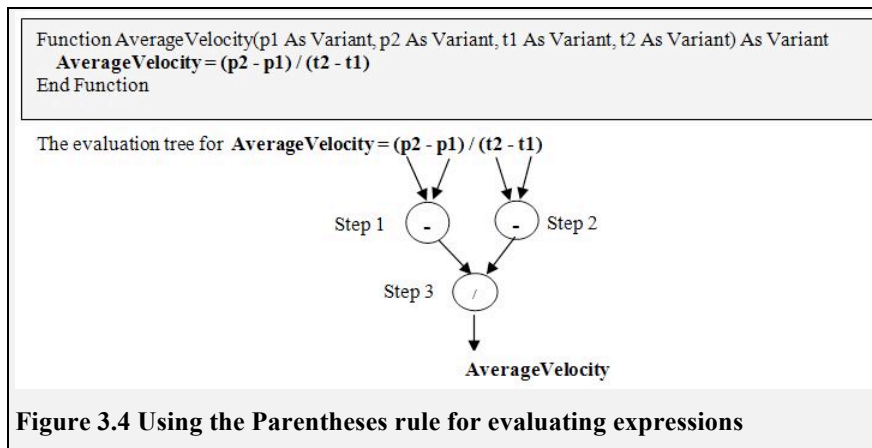 Function AverageVelocity(p1 As Variant, p2 As Variant, t1 As Variant, t2 As Variant) As Variant
AverageVelocity = (p2 - p1) / (t2 - t1)
End Function
The evaluation tree for AverageVelocity = (p2 - p1) / (t2 - t1)
Step 1 - - Step 2
Step 3 /
AverageVelocity
Figure 3.4 Using the Parentheses rule for evaluating expressions